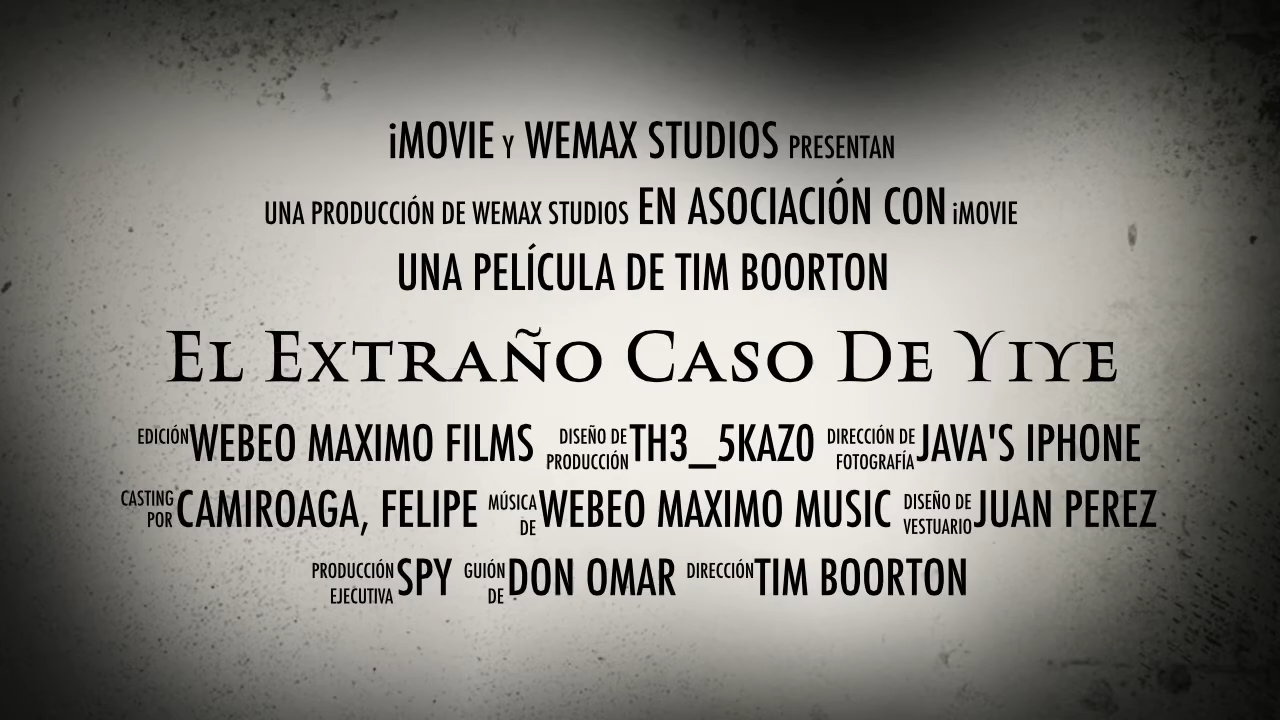 iMOVIE Y WEMAX STUDIOS PRESENTAN
UNA PRODUCCIÓN DE WEMAX STUDIOS EN ASOCIACIÓN CON iMOVIE
UNA PELÍCULA DE TIM BOORTON
EL EXTRAÑO CASO DE YIYE
EDICIÓN WEBEO MAXIMO FILMS DISEÑO DE PRODUCCIÓN TH3_5KAZ0 DIRECCIÓN DE FOTOGRAFÍA JAVA'S IPHONE
CASTING POR CAMIROAGA, FELIPE MÚSICA DE WEBEO MAXIMO MUSIC DISEÑO DE VESTUARIO JUAN PEREZ
PRODUCCIÓN EJECUTIVA SPY GUIÓN DE DON OMAR DIRECCIÓN TIM BOORTON